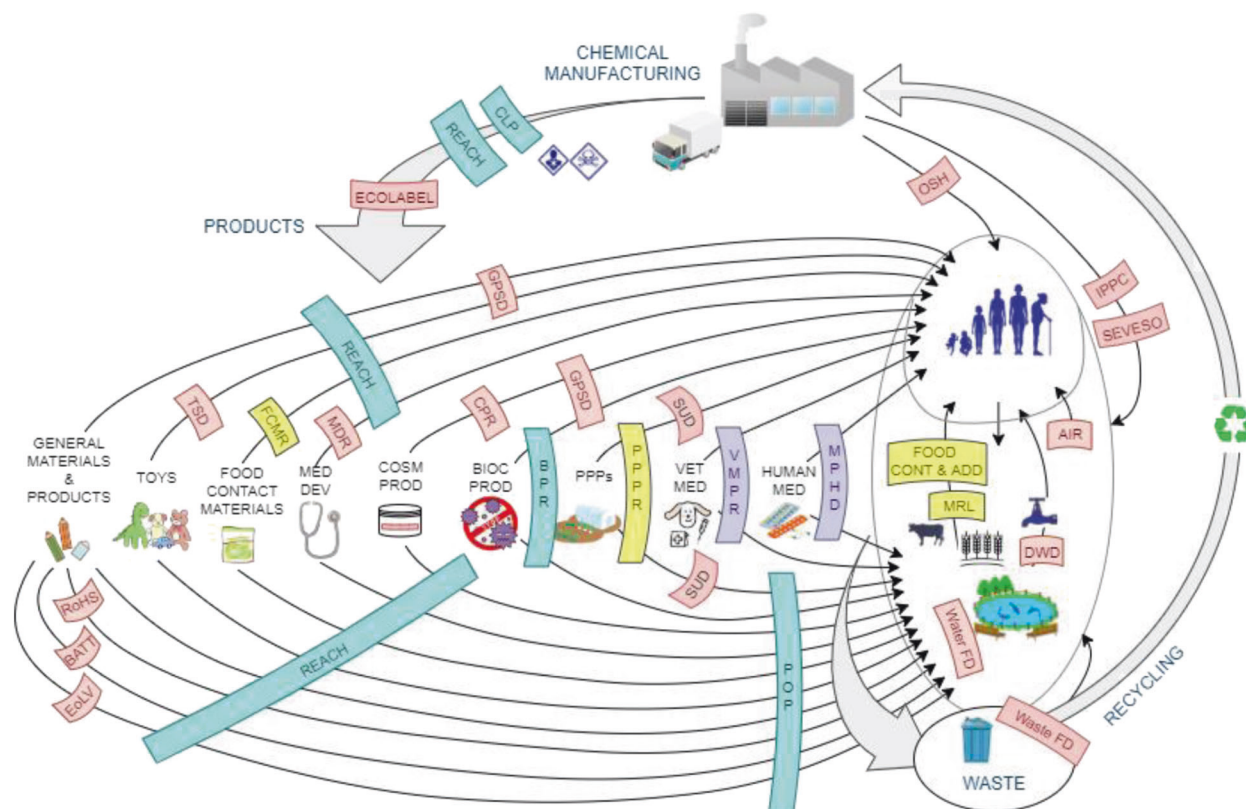 CHEMICAL
MANUFACTURING
CLP
REACH
ECOLABEL
PRODUCTS
OSH
IPPC
SEVESO
GPSD
REACH
TSD
FCMR
MDR
CPR
GPSD
SUD
GENERAL
MATERIALS
&
PRODUCTS
TOYS
FOOD
CONTACT
MATERIALS
MED
DEV
COSM
PROD
BIOC
PROD
BPR
PPPs
PPPR
VET
MED
VMPR
HUMAN
MED
MPHD
FOOD
CONT & ADD
MRL
AIR
DWD
SUD
RoHS
BATT
EoLV
REACH
POP
Water FD
Waste FD
WASTE
RECYCLING